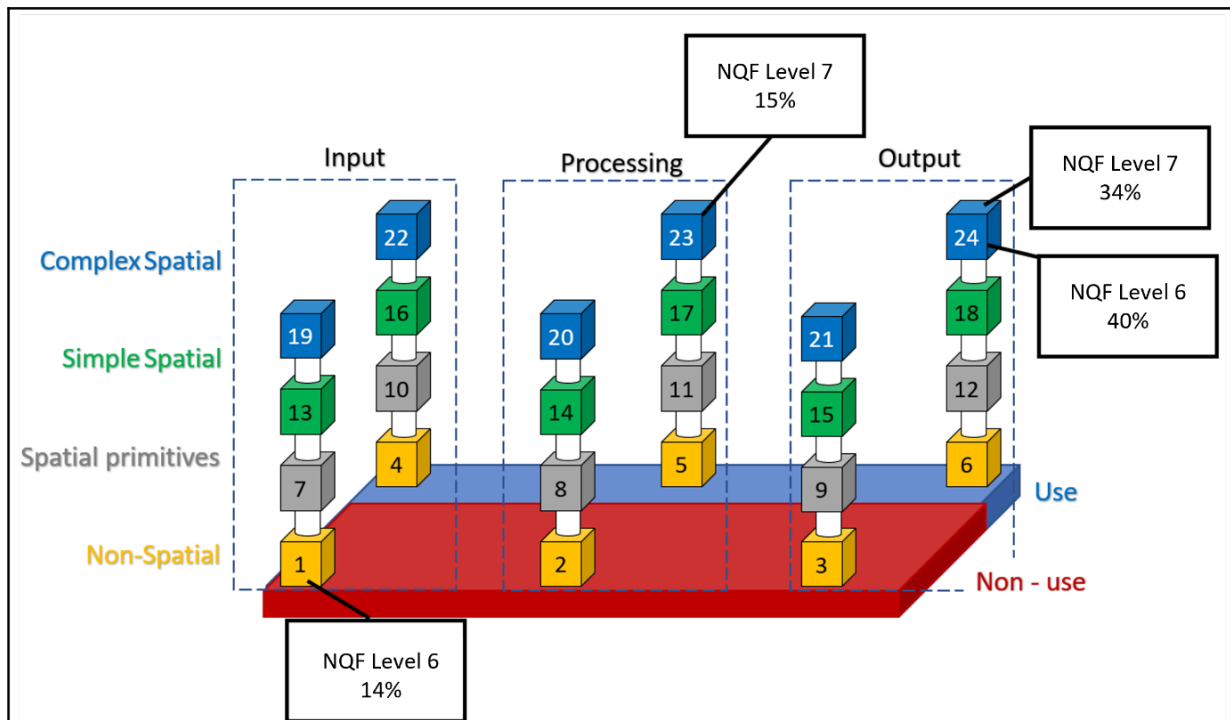 NQF Level 7
15%
Input
Processing
Output
NQF Level 7
34%
22
23
24
Complex Spatial
NQF Level 6
40%
16
17
18
19
20
21
Simple Spatial
10
11
12
13
14
15
Spatial primitives
4
5
6
7
8
9
Use
Non-Spatial
1
2
3
Non - use
NQF Level 6
14%